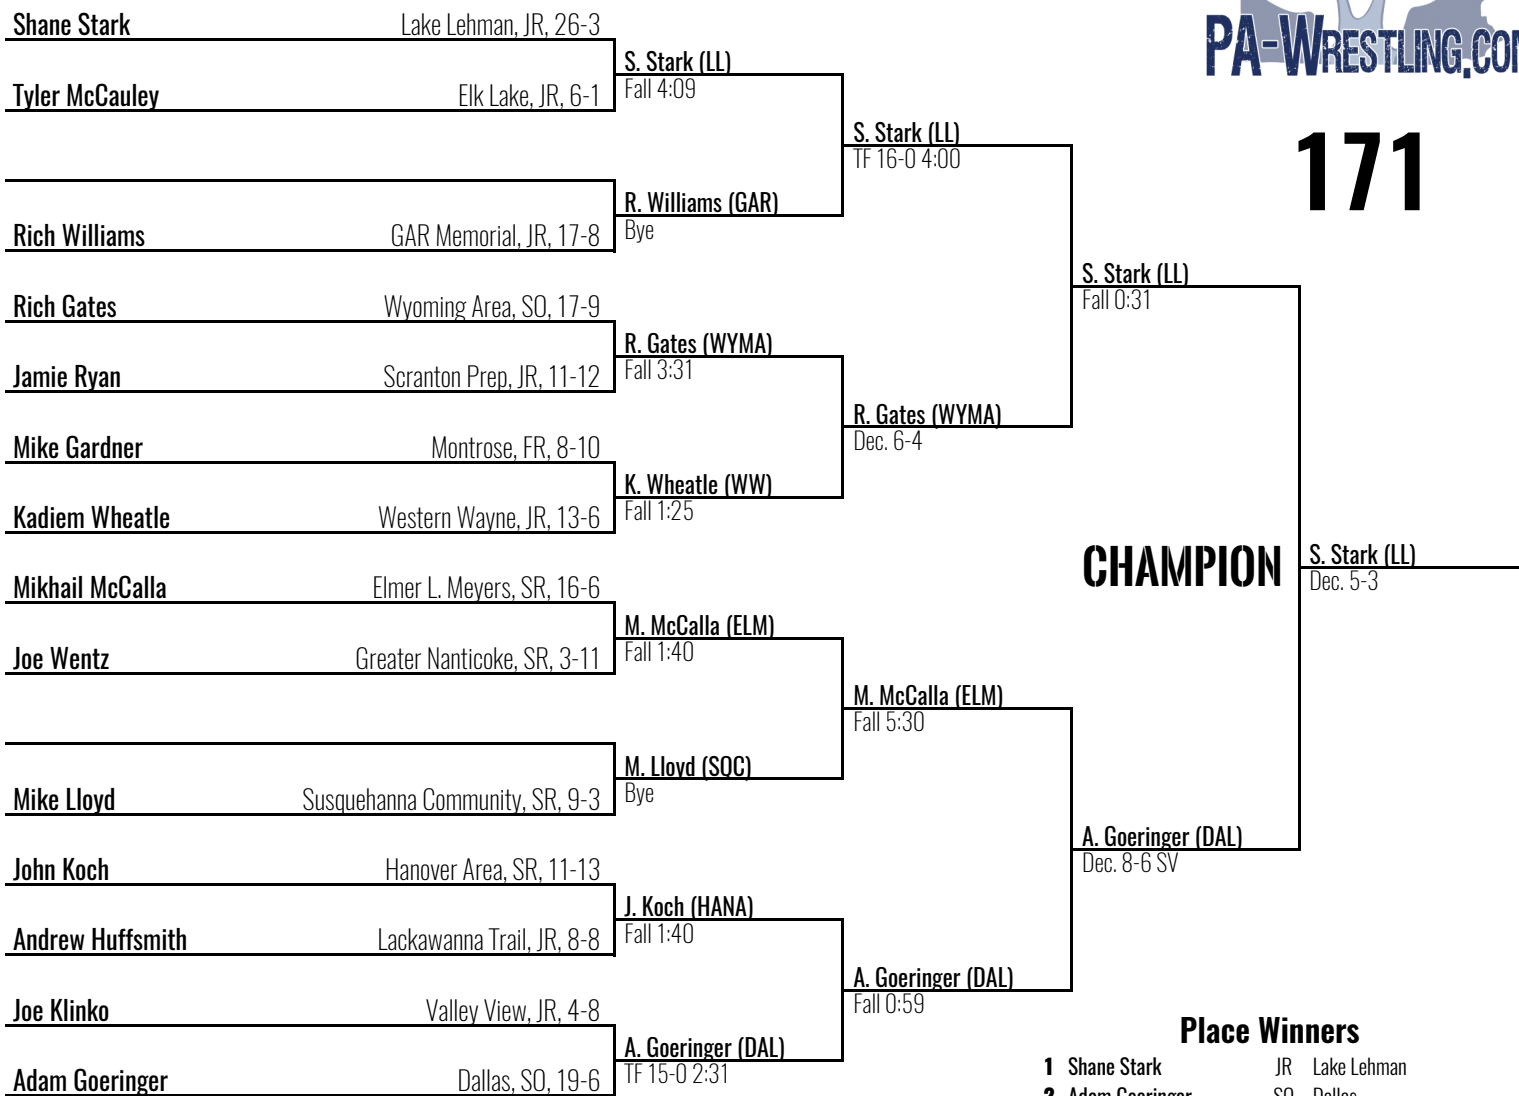 PA-WRESTLING.COM
171
Shane Stark Lake Lehman, JR, 26-3
Tyler McCauley Elk Lake, JR, 6-1
Rich Williams GAR Memorial, JR, 17-8
Rich Gates Wyoming Area, SO, 17-9
Jamie Ryan Scranton Prep, JR, 11-12
Mike Gardner Montrose, FR, 8-10
Kadiem Wheatle Western Wayne, JR, 13-6
Mikhail McCalla Elmer L. Meyers, SR, 16-6
Joe Wentz Greater Nanticoke, SR, 3-11
Mike Lloyd Susquehanna Community, SR, 9-3
John Koch Hanover Area, SR, 11-13
Andrew Huffsmith Lackawanna Trail, JR, 8-8
Joe Klinko Valley View, JR, 4-8
Adam Goeringer Dallas, SO, 19-6
S. Stark (LL)
Fall 4:09
R. Williams (GAR)
Bye
R. Gates (WYMA)
Fall 3:31
K. Wheatle (WW)
Fall 1:25
M. McCalla (ELM)
Fall 1:40
M. Lloyd (SQC)
Bye
J. Koch (HANA)
Fall 1:40
A. Goeringer (DAL)
TF 15-0 2:31
S. Stark (LL)
TF 16-0 4:00
R. Gates (WYMA)
Dec. 6-4
M. McCalla (ELM)
Fall 5:30
A. Goeringer (DAL)
Fall 0:59
S. Stark (LL)
Fall 0:31
A. Goeringer (DAL)
Dec. 8-6 SV
CHAMPION
S. Stark (LL)
Dec. 5-3
Place Winners
1 Shane Stark JR Lake Lehman
2 Adam Goeringer SO Dallas